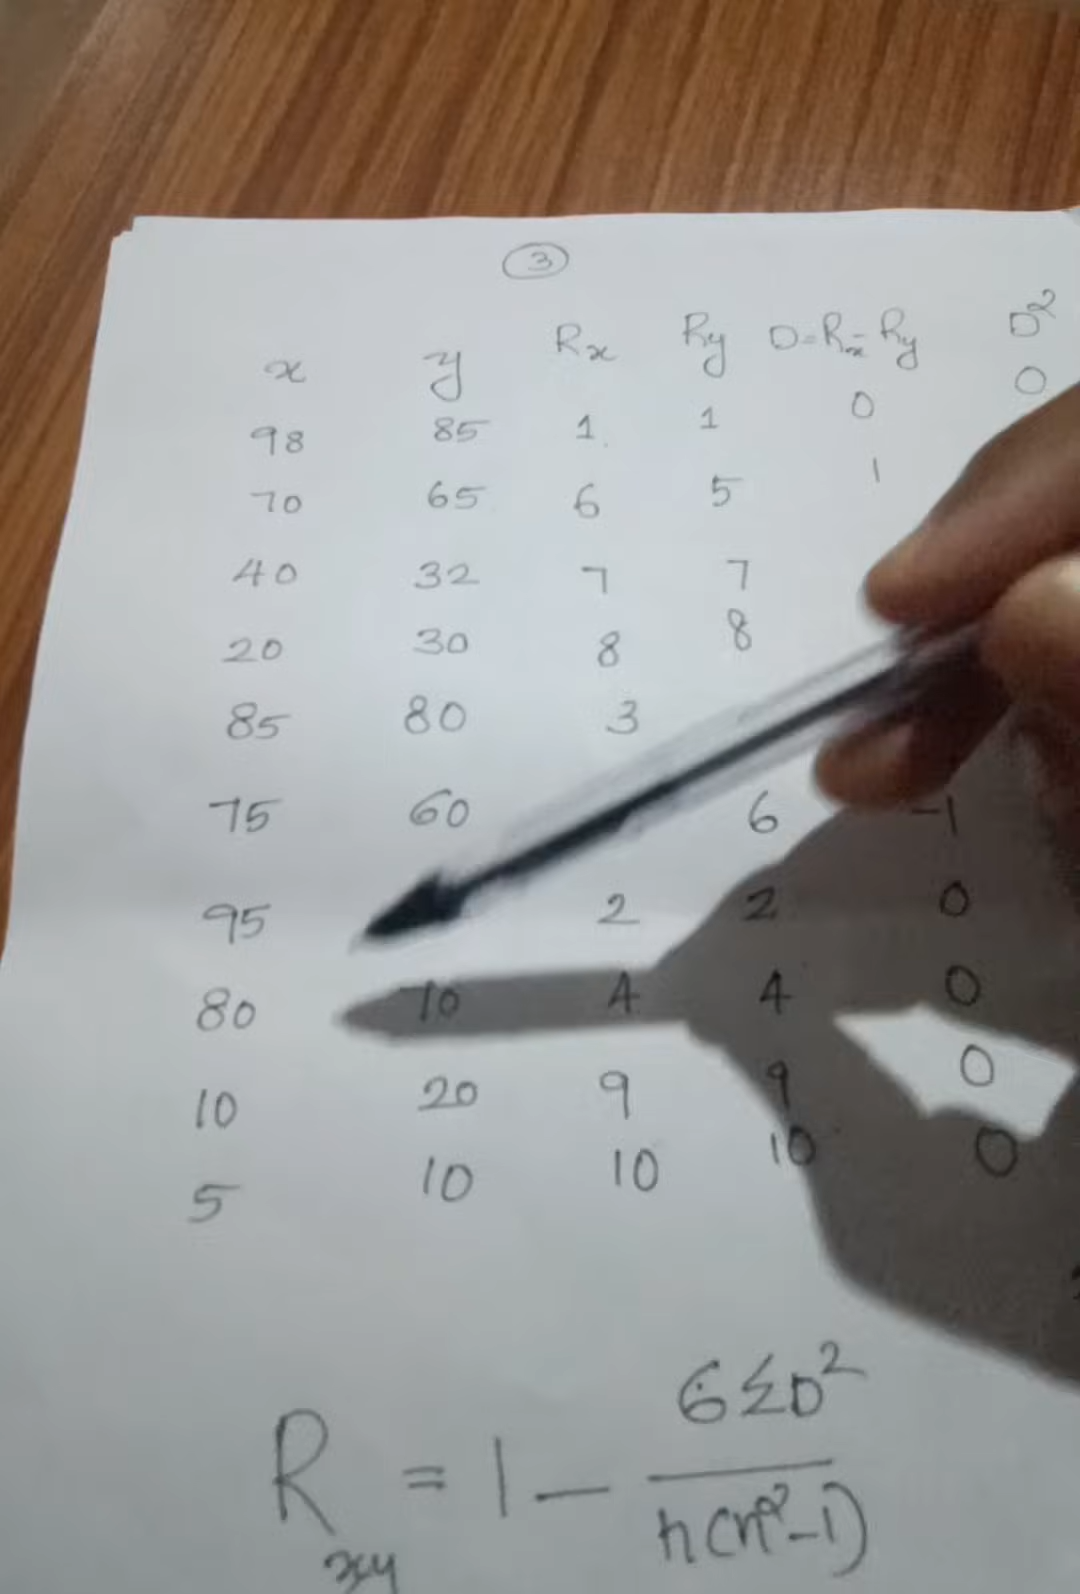 3
x y Rx Ry D=Rx-Ry D²
98 85 1 1 0 0
70 65 6 5 1
40 32 7 7
20 30 8 8
85 80 3
75 60 6 -1
95 2 2 0
80 70 4 4 0
10 20 9 9 0
5 10 10 10 0
Rxy = 1 - 6ΣD² / n(n²-1)